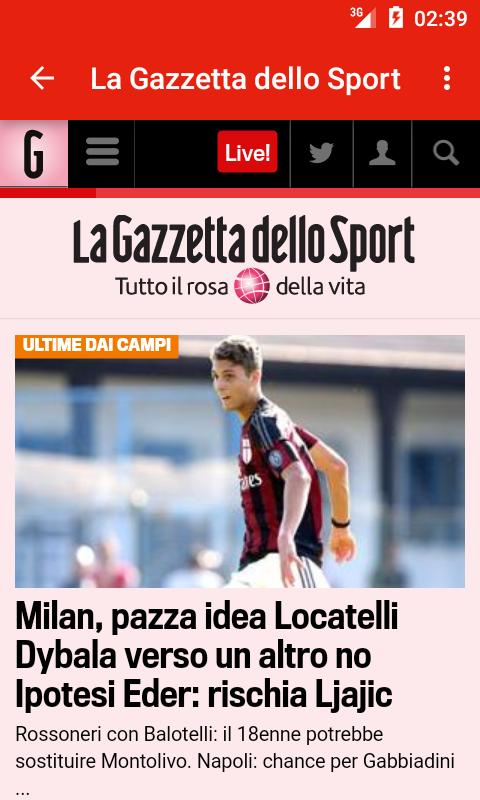 3G
02:39
La Gazzetta dello Sport
G
Live!
La Gazzetta dello Sport
Tutto il rosa della vita
ULTIME DAI CAMPI
Milan, pazza idea Locatelli
Dybala verso un altro no
Ipotesi Eder: rischia Ljajic
Rossoneri con Balotelli: il 18enne potrebbe
sostituire Montolivo. Napoli: chance per Gabbiadini
...